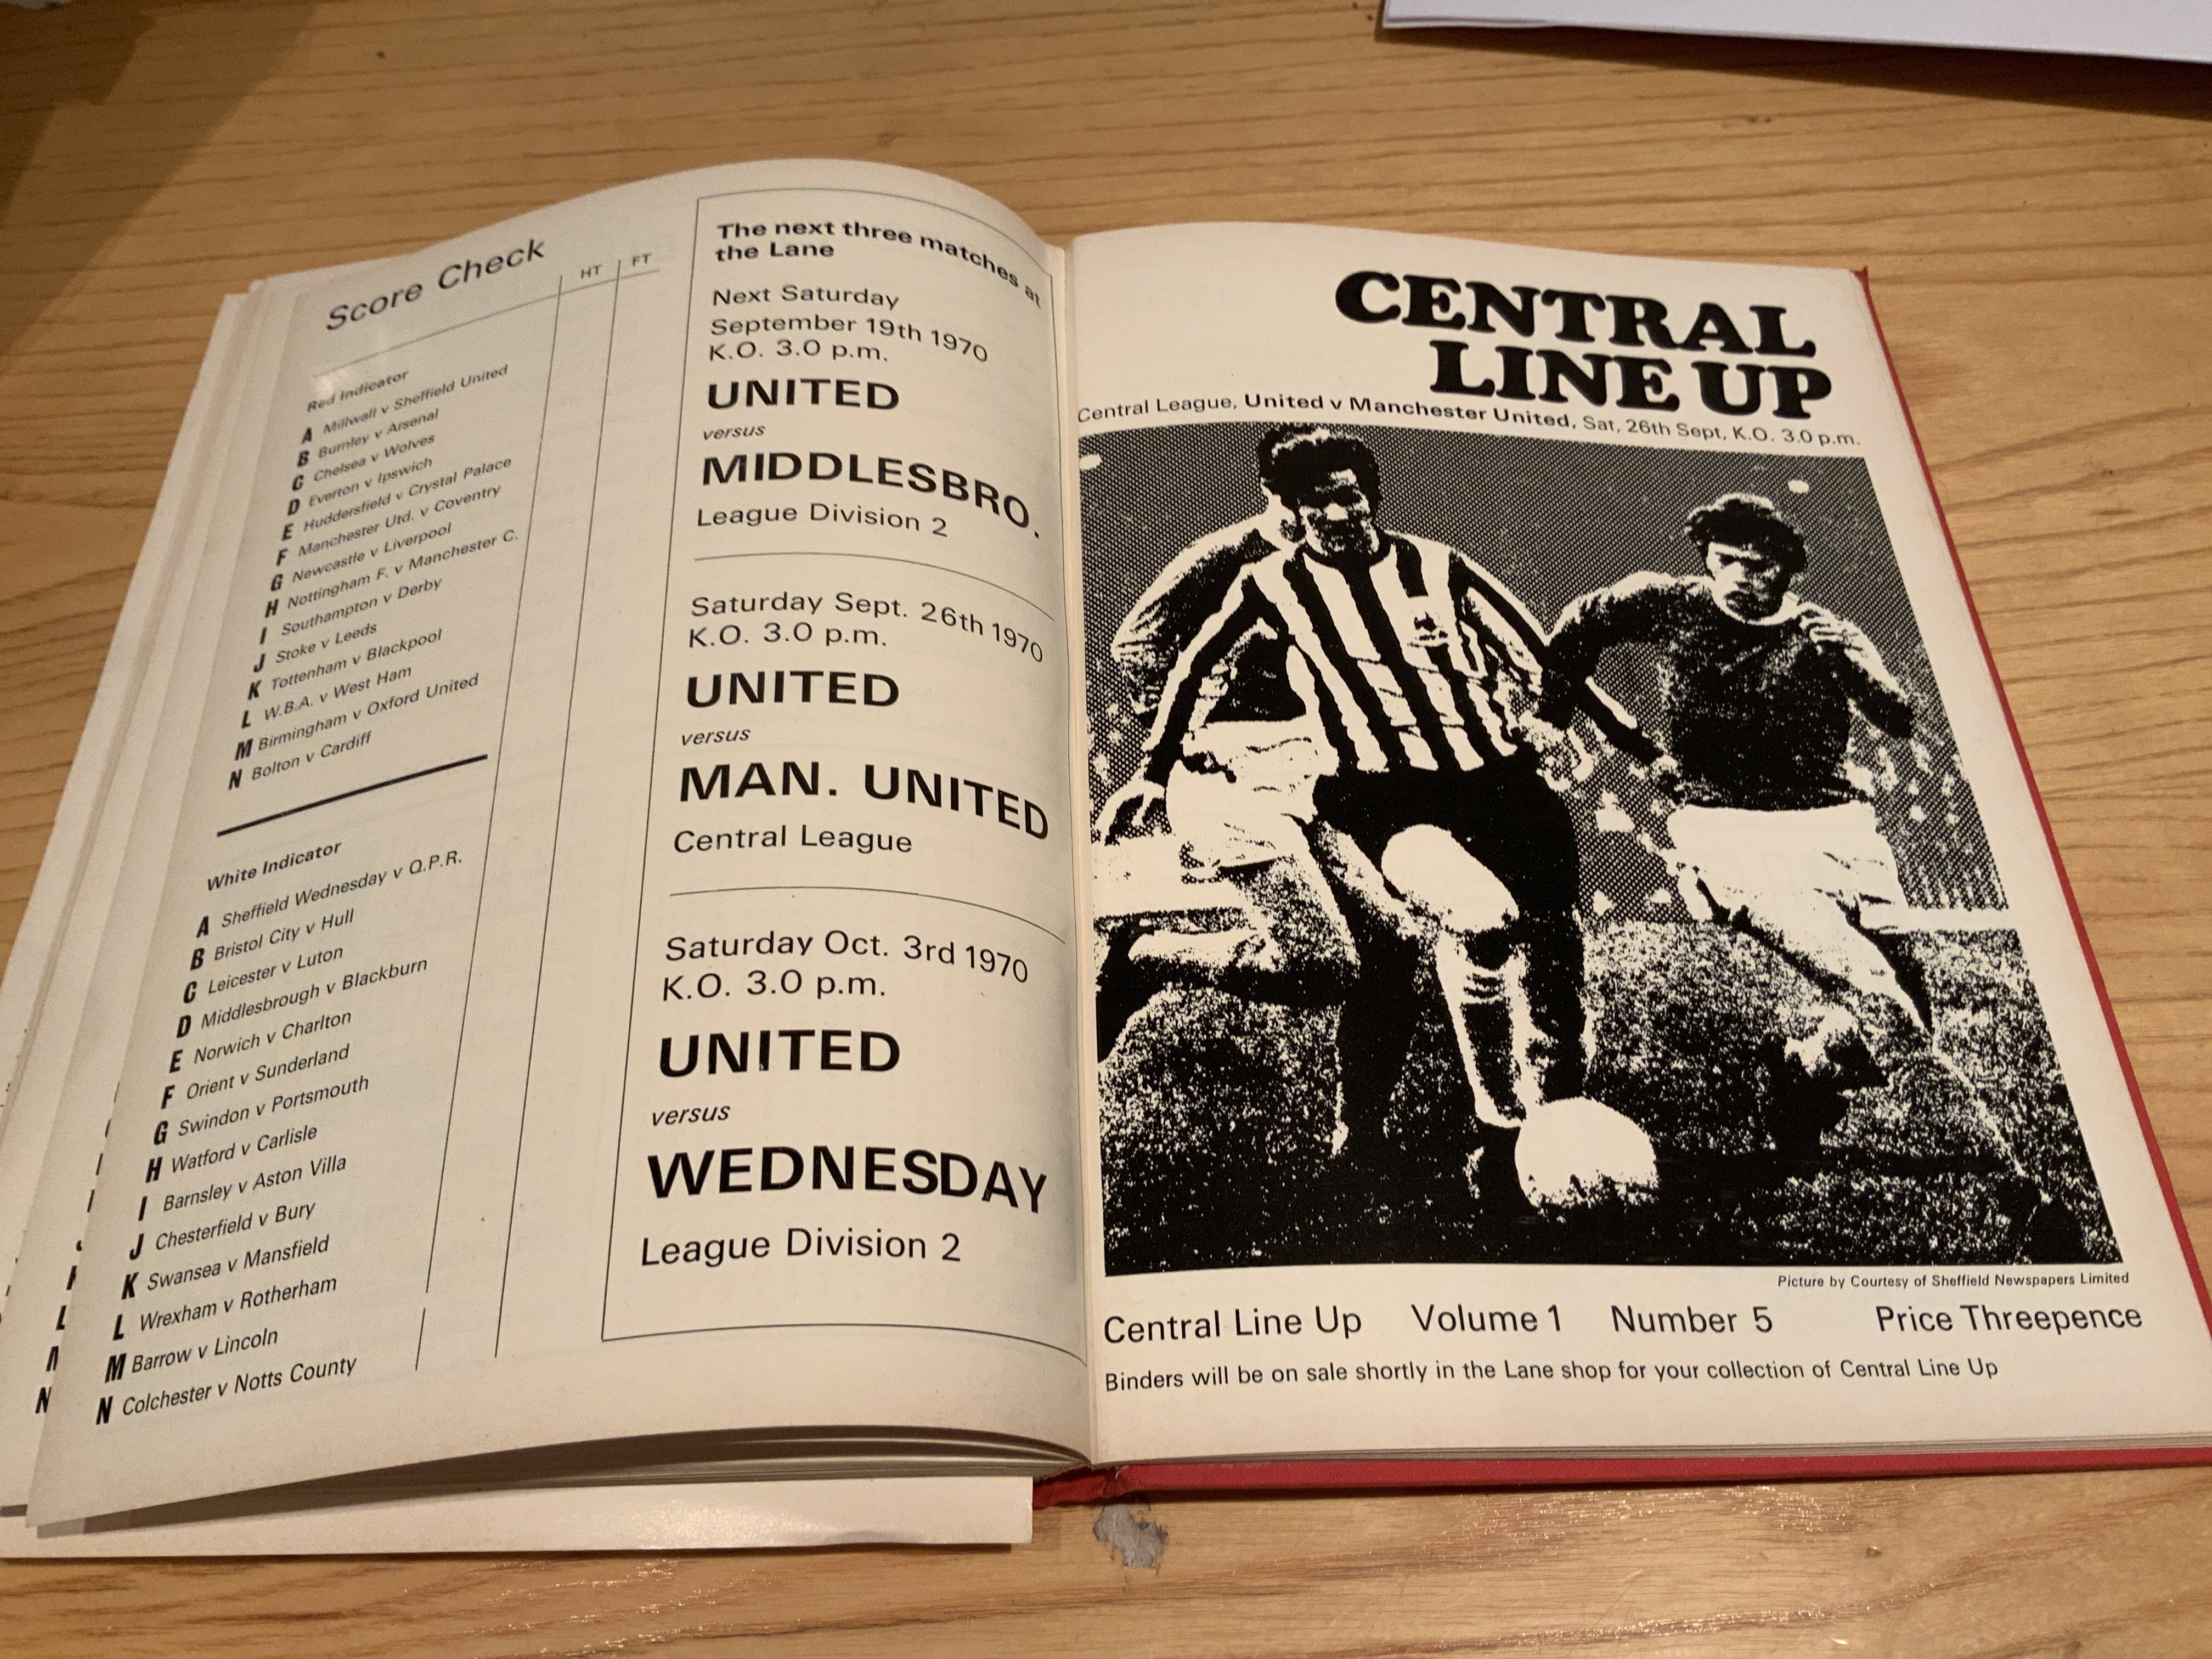 Score Check
HT FT
Red Indicator
A Millwall v Sheffield United
B Burnley v Arsenal
C Chelsea v Wolves
D Everton v Ipswich
E Huddersfield v Crystal Palace
F Manchester Utd. v Coventry
G Newcastle v Liverpool
H Nottingham F. v Manchester C.
I Southampton v Derby
J Stoke v Leeds
K Tottenham v Blackpool
L W.B.A. v West Ham
M Birmingham v Oxford United
N Bolton v Cardiff
White Indicator
A Sheffield Wednesday v Q.P.R.
B Bristol City v Hull
C Leicester v Luton
D Middlesbrough v Blackburn
E Norwich v Charlton
F Orient v Sunderland
G Swindon v Portsmouth
H Watford v Carlisle
I Barnsley v Aston Villa
J Chesterfield v Bury
K Swansea v Mansfield
L Wrexham v Rotherham
M Barrow v Lincoln
N Colchester v Notts County
The next three matches at
the Lane
Next Saturday
September 19th 1970
K.O. 3.0 p.m.
UNITED
versus
MIDDLESBRO.
League Division 2
Saturday Sept. 26th 1970
K.O. 3.0 p.m.
UNITED
versus
MAN. UNITED
Central League
Saturday Oct. 3rd 1970
K.O. 3.0 p.m.
UNITED
versus
WEDNESDAY
League Division 2
CENTRAL
LINE UP
Central League, United v Manchester United, Sat, 26th Sept, K.O. 3.0 p.m.
Picture by Courtesy of Sheffield Newspapers Limited
Central Line Up Volume 1 Number 5 Price Threepence
Binders will be on sale shortly in the Lane shop for your collection of Central Line Up